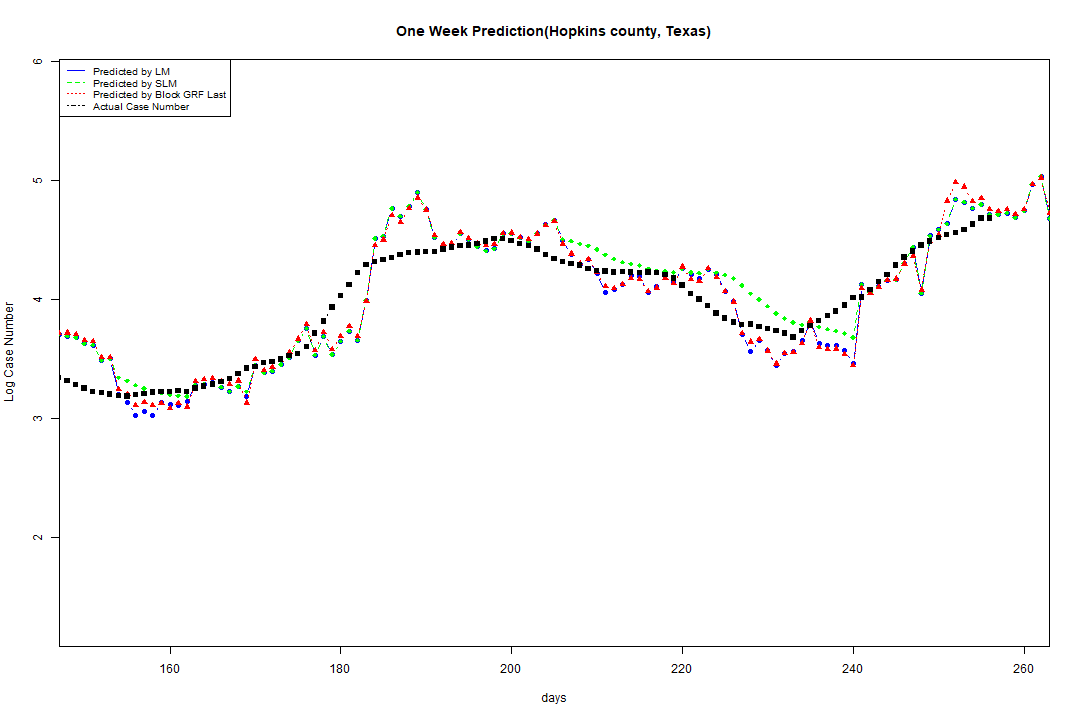 One Week Prediction(Hopkins county, Texas)
6
Predicted by LM
Predicted by SLM
Predicted by Block GRF Last
Actual Case Number
5
4
3
2
Log Case Number
160 180 200 220 240 260
days